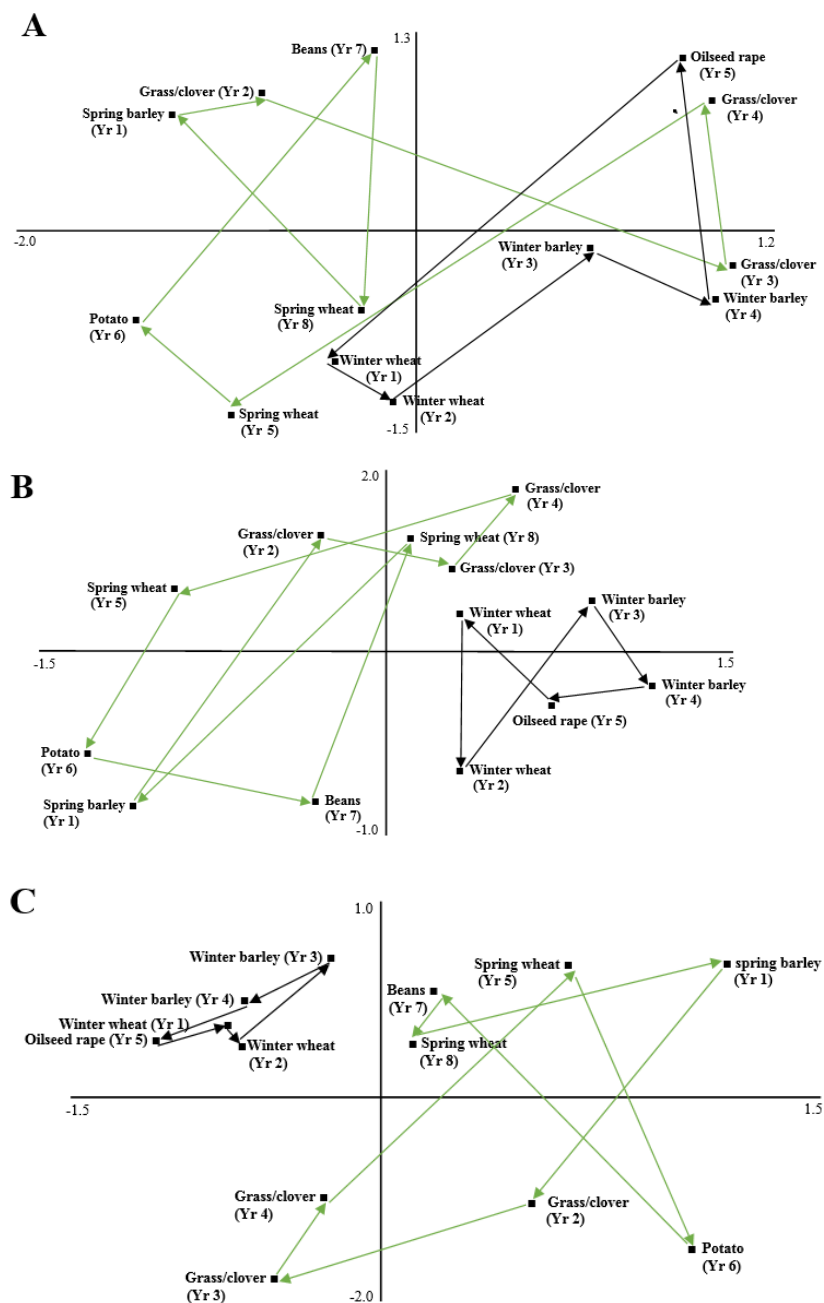 A
1.3
Beans (Yr 7)
Oilseed rape
(Yr 5)
Grass/clover (Yr 2)
Grass/clover
(Yr 4)
Spring barley
(Yr 1)
-2.0
1.2
Winter barley
(Yr 3)
Grass/clover
(Yr 3)
Winter barley
(Yr 4)
Spring wheat
(Yr 8)
Potato
(Yr 6)
Winter wheat
(Yr 1)
Winter wheat
(Yr 2)
Spring wheat
(Yr 5)
-1.5
B
2.0
Grass/clover
(Yr 4)
Grass/clover
(Yr 2)
Spring wheat (Yr 8)
Grass/clover (Yr 3)
Spring wheat
(Yr 5)
Winter barley
(Yr 3)
Winter wheat
(Yr 1)
-1.5
1.5
Winter barley
(Yr 4)
Oilseed rape (Yr 5)
Potato
(Yr 6)
Winter wheat
(Yr 2)
Spring barley
(Yr 1)
Beans
(Yr 7)
-1.0
C
1.0
Winter barley (Yr 3)
Spring wheat
(Yr 5)
spring barley
(Yr 1)
Beans
(Yr 7)
Winter barley (Yr 4)
Winter wheat (Yr 1)
Oilseed rape (Yr 5)
Winter wheat
(Yr 2)
Spring wheat
(Yr 8)
-1.5
1.5
Grass/clover
(Yr 4)
Grass/clover
(Yr 2)
Potato
(Yr 6)
Grass/clover
(Yr 3)
-2.0